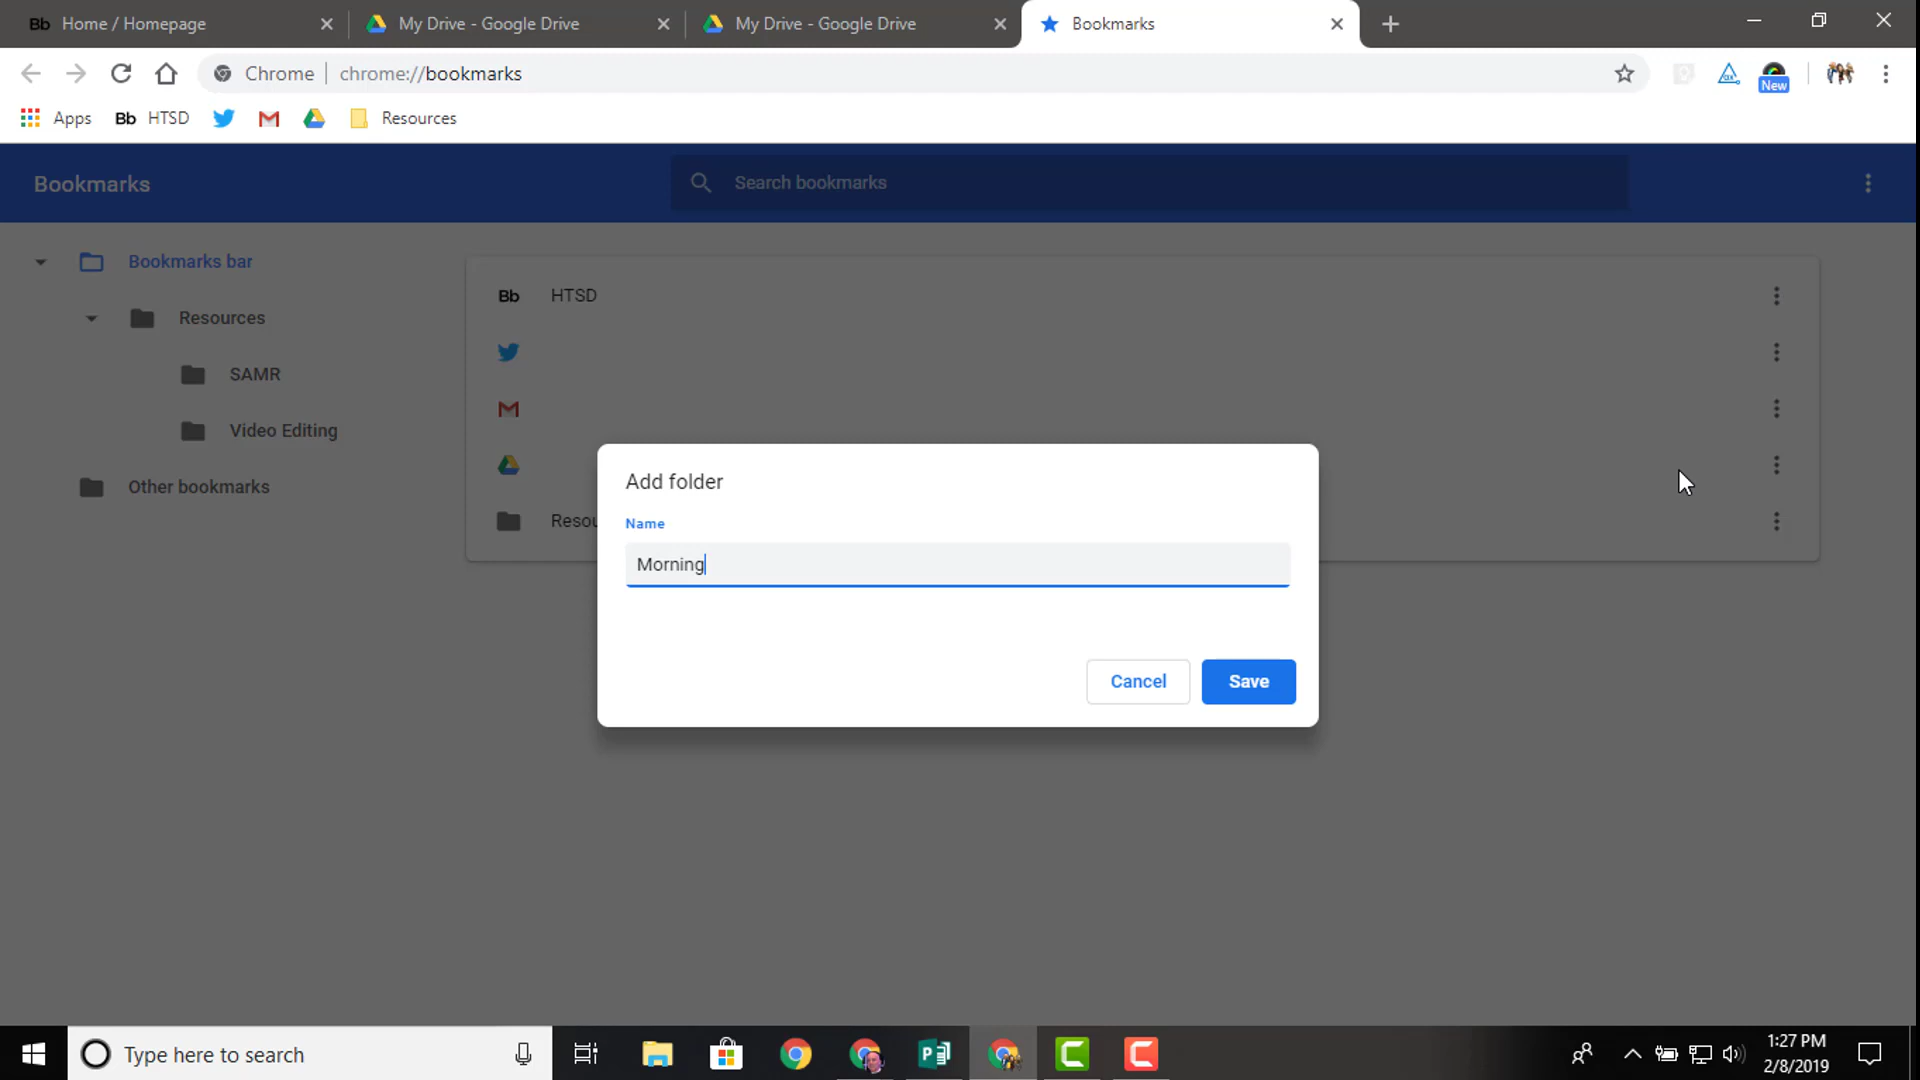 Bb Home / Homepage
My Drive - Google Drive
My Drive - Google Drive
Bookmarks
Chrome chrome://bookmarks
New
Apps Bb HTSD Resources
Bookmarks
Search bookmarks
Bookmarks bar
Resources
SAMR
Video Editing
Other bookmarks
Bb HTSD
Resou
Add folder
Name
Morning
Cancel
Save
Type here to search
1:27 PM
2/8/2019